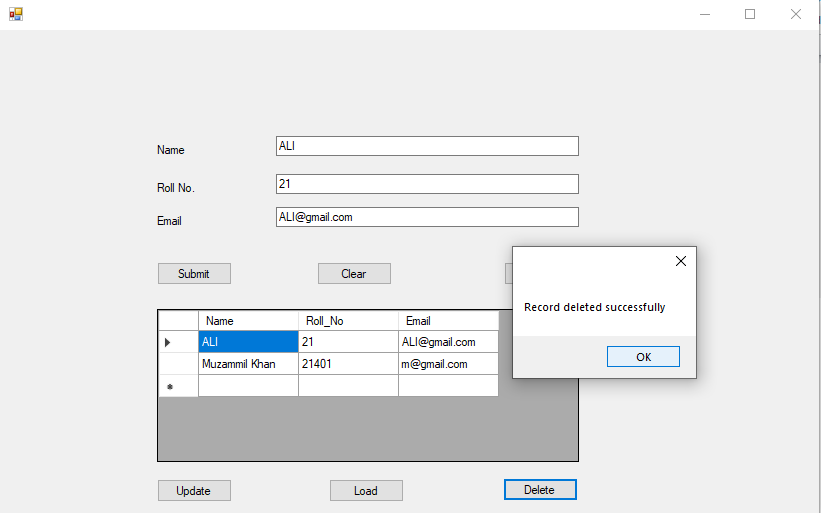 Name ALI
Roll No. 21
Email ALI@gmail.com
Submit Clear
Record deleted successfully
OK
Name Roll_No Email
ALI 21 ALI@gmail.com
Muzammil Khan 21401 m@gmail.com
Update Load Delete